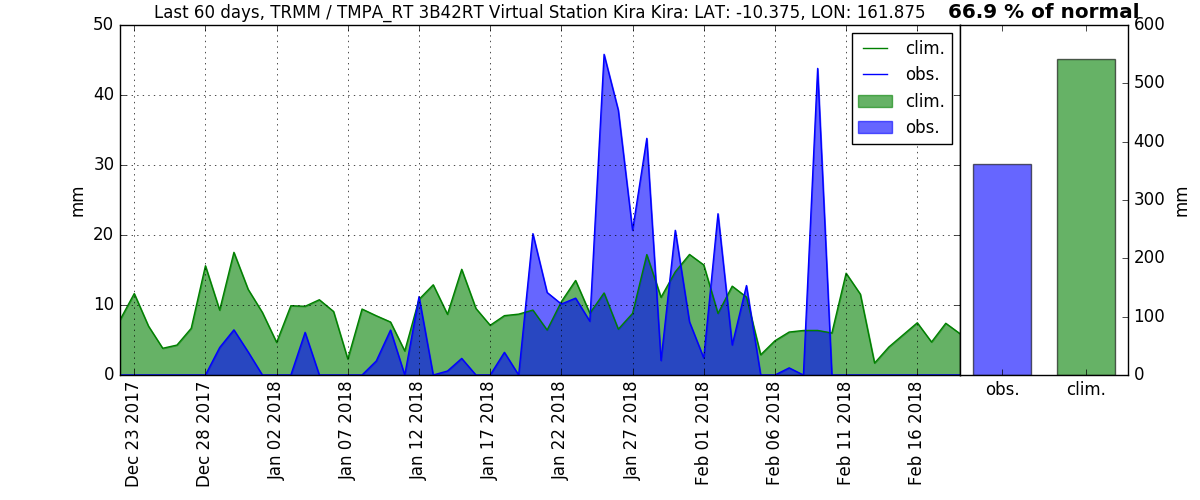 Last 60 days, TRMM / TMPA_RT 3B42RT Virtual Station Kira Kira: LAT: -10.375, LON: 161.875
66.9 % of normal
50
40
30
20
10
0
mm
clim.
obs.
clim.
obs.
Dec 23 2017
Dec 28 2017
Jan 02 2018
Jan 07 2018
Jan 12 2018
Jan 17 2018
Jan 22 2018
Jan 27 2018
Feb 01 2018
Feb 06 2018
Feb 11 2018
Feb 16 2018
600
500
400
300
200
100
0
mm
obs.
clim.